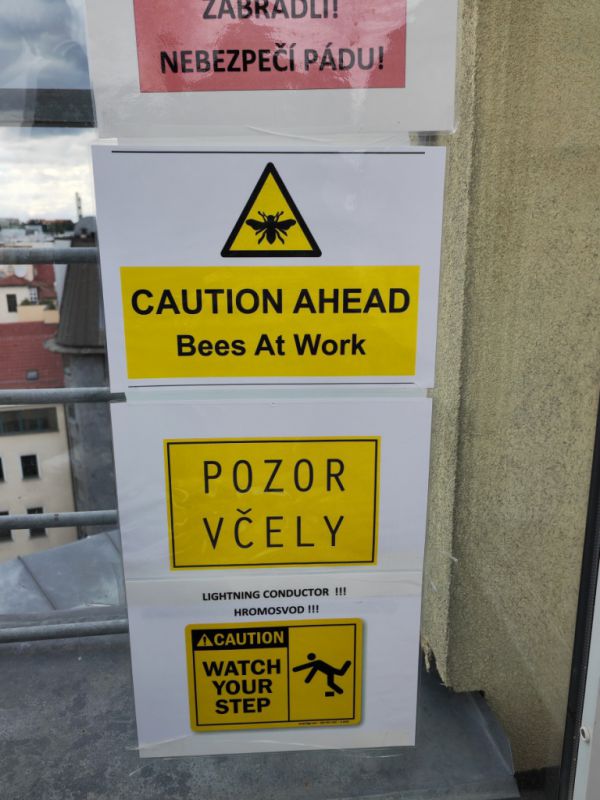 ZÁBRADLÍ!
NEBEZPEČÍ PÁDU!
CAUTION AHEAD
Bees At Work
POZOR
VČELY
LIGHTNING CONDUCTOR !!!
HROMOSVOD !!!
CAUTION
WATCH
YOUR
STEP